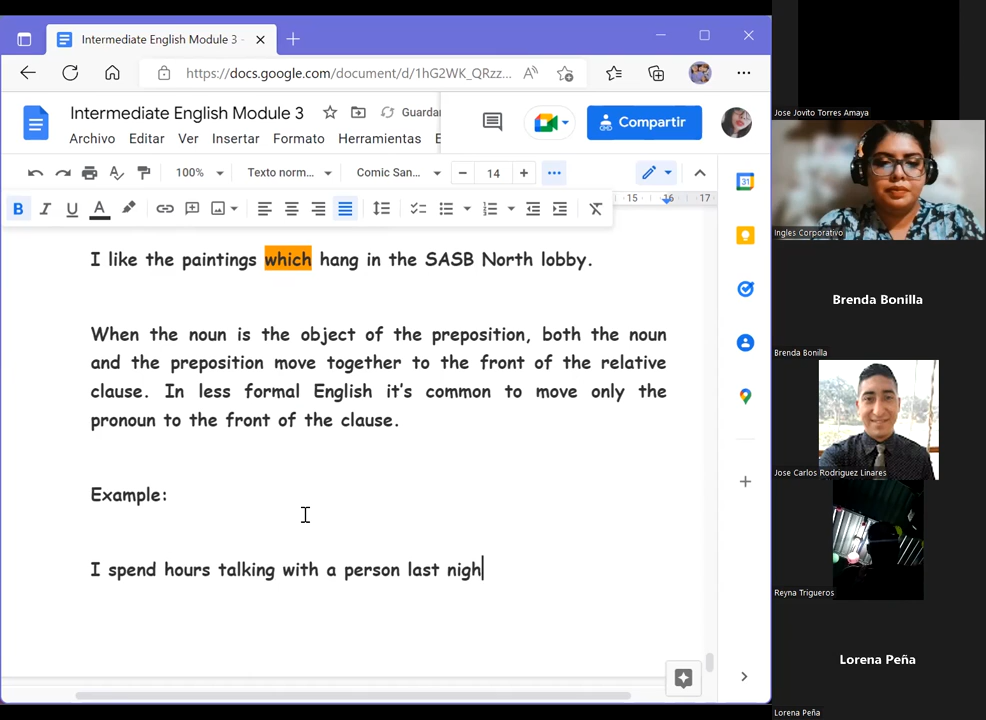 Intermediate English Module 3 -
https://docs.google.com/document/d/1hG2WK_QRzz...
Intermediate English Module 3
Guardar
Archivo Editar Ver Insertar Formato Herramientas E
Compartir
100% Texto norm... Comic San... 14
15 16 17
I like the paintings which hang in the SASB North lobby.
When the noun is the object of the preposition, both the noun
and the preposition move together to the front of the relative
clause. In less formal English it's common to move only the
pronoun to the front of the clause.
Example:
I spend hours talking with a person last nigh
Jose Jovito Torres Amaya
Ingles Corporativo
Brenda Bonilla
Brenda Bonilla
Jose Carlos Rodriguez Linares
Reyna Trigueros
Lorena Peña
Lorena Peña